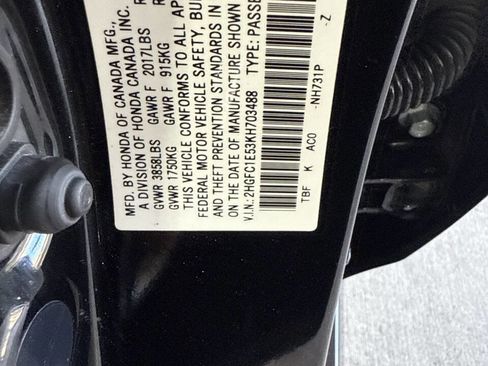 MFD. BY HONDA OF CANADA MFG.
A DIVISION OF HONDA CANADA INC.
GVWR 3858LBS GAWR F 2017LBS R
GVWR 1750KG GAWR F 915KG R
THIS VEHICLE CONFORMS TO ALL AP
FEDERAL MOTOR VEHICLE SAFETY, BU
AND THEFT PREVENTION STANDARDS
ON THE DATE OF MANUFACTURE SHOWN
V.I.N.: 2HGFC1E53KH703488 TYPE: PASSE
TBF K AC0 -NH731P -Z